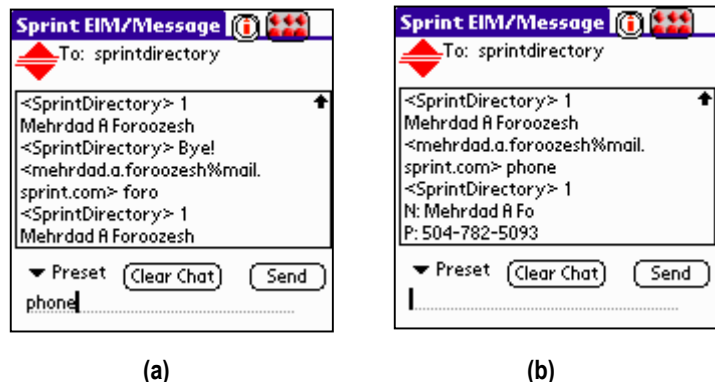 Sprint EIM/Message
To: sprintdirectory
<SprintDirectory> 1
Mehrdad A Foroozesh
<SprintDirectory> Bye!
<mehrdad.a.foroozesh%mail.
sprint.com> foro
<SprintDirectory> 1
Mehrdad A Foroozesh
Preset
Clear Chat
Send
phone
(a)
Sprint EIM/Message
To: sprintdirectory
<SprintDirectory> 1
Mehrdad A Foroozesh
<mehrdad.a.foroozesh%mail.
sprint.com> phone
<SprintDirectory> 1
N: Mehrdad A Fo
P: 504-782-5093
Preset
Clear Chat
Send
(b)